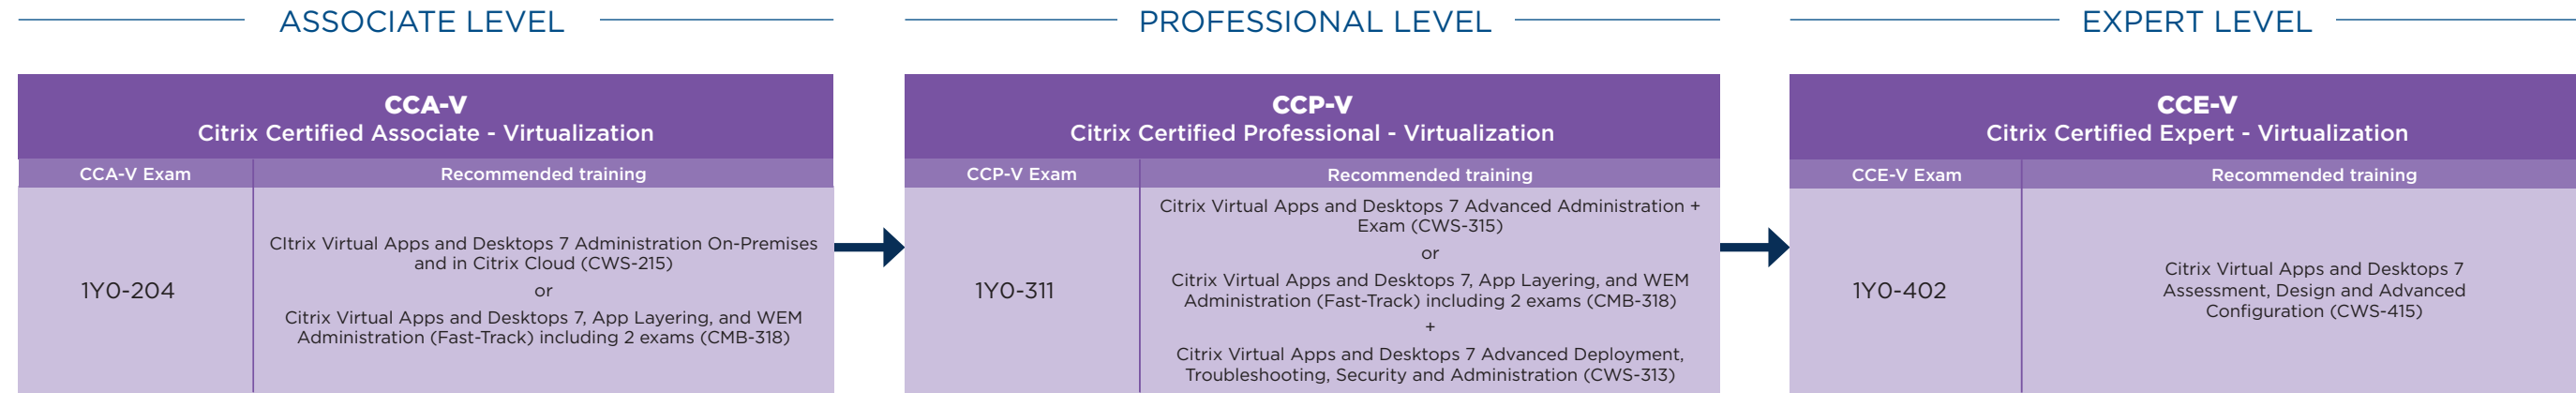 ASSOCIATE LEVEL
CCA-V
Citrix Certified Associate - Virtualization
CCA-V Exam
Recommended training
1Y0-204
CItrix Virtual Apps and Desktops 7 Administration On-Premises
and in Citrix Cloud (CWS-215)
or
Citrix Virtual Apps and Desktops 7, App Layering, and WEM
Administration (Fast-Track) including 2 exams (CMB-318)
PROFESSIONAL LEVEL
CCP-V
Citrix Certified Professional - Virtualization
CCP-V Exam
Recommended training
1Y0-311
Citrix Virtual Apps and Desktops 7 Advanced Administration +
Exam (CWS-315)
or
Citrix Virtual Apps and Desktops 7, App Layering, and WEM
Administration (Fast-Track) including 2 exams (CMB-318)
+
Citrix Virtual Apps and Desktops 7 Advanced Deployment,
Troubleshooting, Security and Administration (CWS-313)
EXPERT LEVEL
CCE-V
Citrix Certified Expert - Virtualization
CCE-V Exam
Recommended training
1Y0-402
Citrix Virtual Apps and Desktops 7
Assessment, Design and Advanced
Configuration (CWS-415)